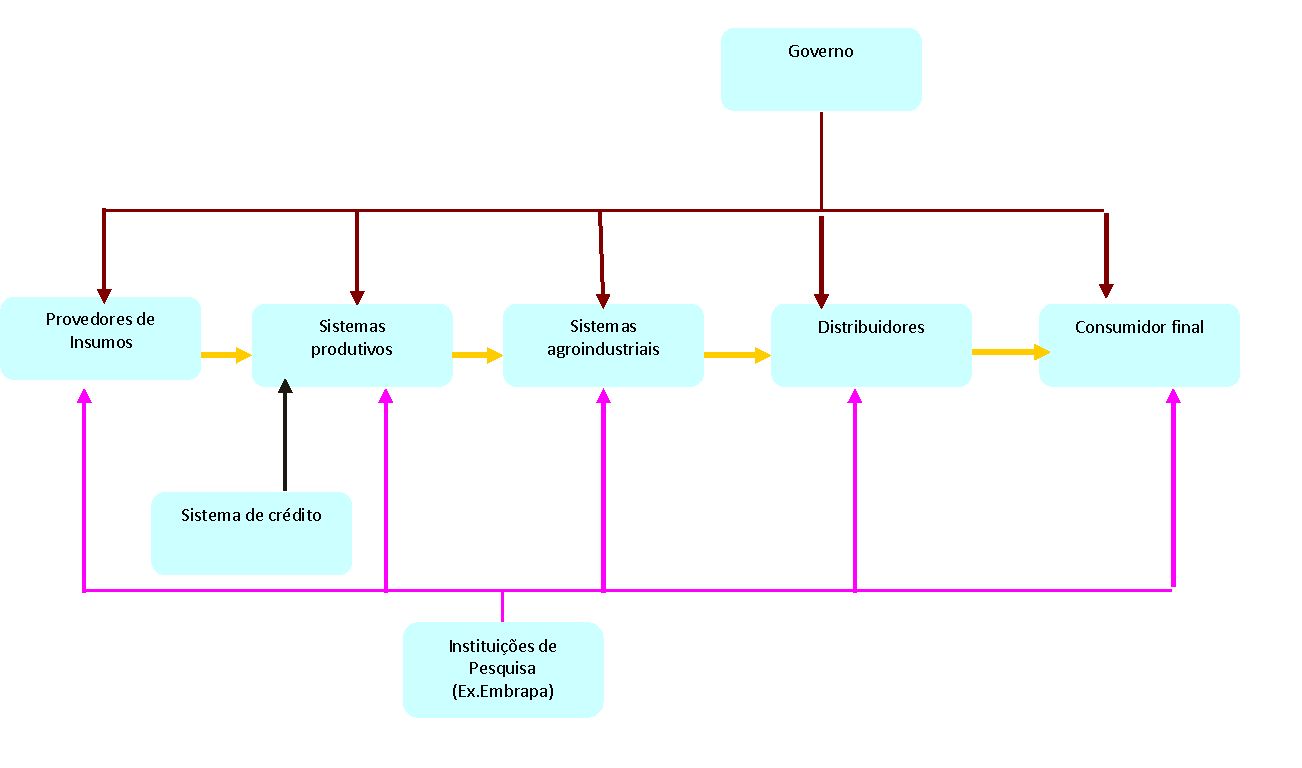 Governo
Provedores de
Insumos
Sistemas
produtivos
Sistemas
agroindustriais
Distribuidores
Consumidor final
Sistema de crédito
Instituições de
Pesquisa
(Ex.Embrapa)